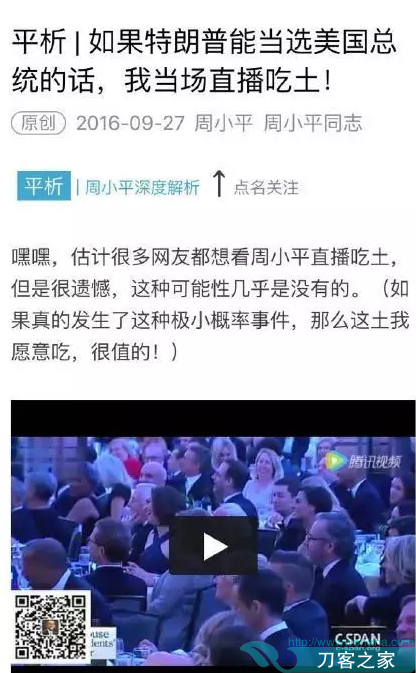 平析 | 如果特朗普能当选美国总
统的话，我当场直播吃土！
原创 2016-09-27 周小平 周小平同志
平析 | 周小平深度解析 ↑ 点名关注
嘿嘿，估计很多网友都想看周小平直播吃土，
但是很遗憾，这种可能性几乎是没有的。（如
果真的发生了这种极小概率事件，那么这土我
愿意吃，很值的！）
腾讯视频
C-SPAN
刀客之家